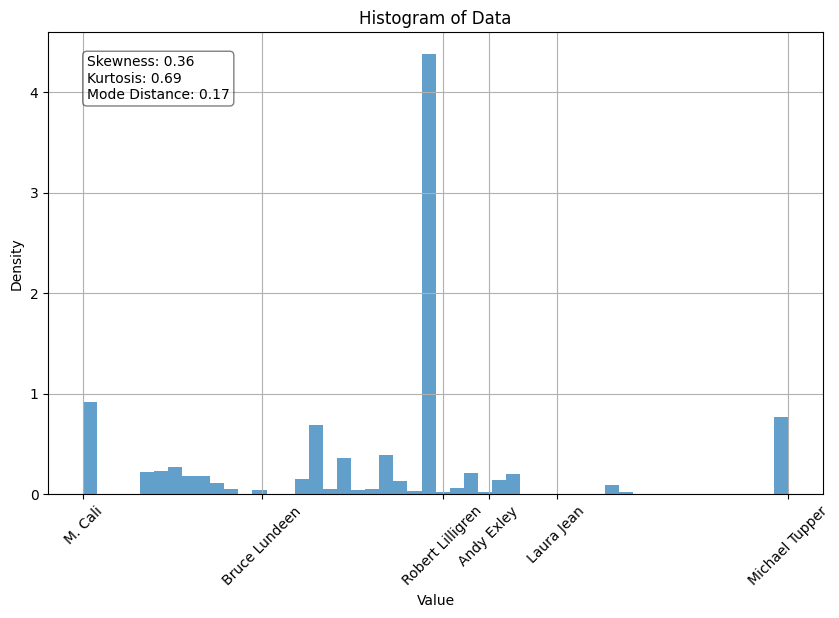 Histogram of Data
Skewness: 0.36
Kurtosis: 0.69
Mode Distance: 0.17
4
3
2
1
0
Density
M. Cali
Bruce Lundeen
Robert Lilligren
Andy Exley
Laura Jean
Michael Tupper
Value